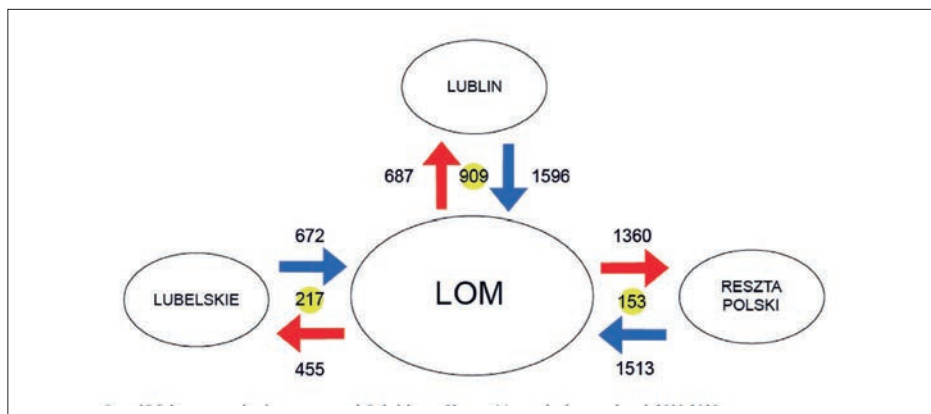 LUBLIN
687
909
1596
672
1360
LUBELSKIE
217
LOM
153
RESZTA
POLSKI
455
1513